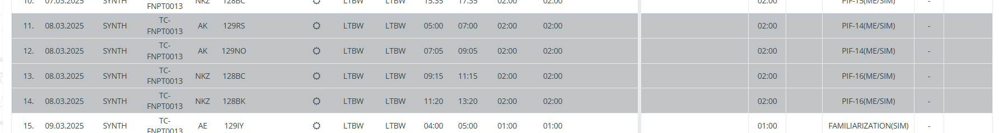 10. 07.03.2025 SYNTH FNPT0013 NKZ 128BC LTBW LTBW 15:35 17:35 02:00 02:00 02:00 PIF-15(ME/SIM) -
11. 08.03.2025 SYNTH TC-
FNPT0013 AK 129RS LTBW LTBW 05:00 07:00 02:00 02:00 02:00 PIF-14(ME/SIM) -
12. 08.03.2025 SYNTH TC-
FNPT0013 AK 129NO LTBW LTBW 07:05 09:05 02:00 02:00 02:00 PIF-14(ME/SIM) -
13. 08.03.2025 SYNTH TC-
FNPT0013 NKZ 128BC LTBW LTBW 09:15 11:15 02:00 02:00 02:00 PIF-16(ME/SIM) -
14. 08.03.2025 SYNTH TC-
FNPT0013 NKZ 128BK LTBW LTBW 11:20 13:20 02:00 02:00 02:00 PIF-16(ME/SIM) -
15. 09.03.2025 SYNTH TC-
FNPT0013 AE 129IY LTBW LTBW 04:00 05:00 01:00 01:00 01:00 FAMILIARIZATION(SIM) -